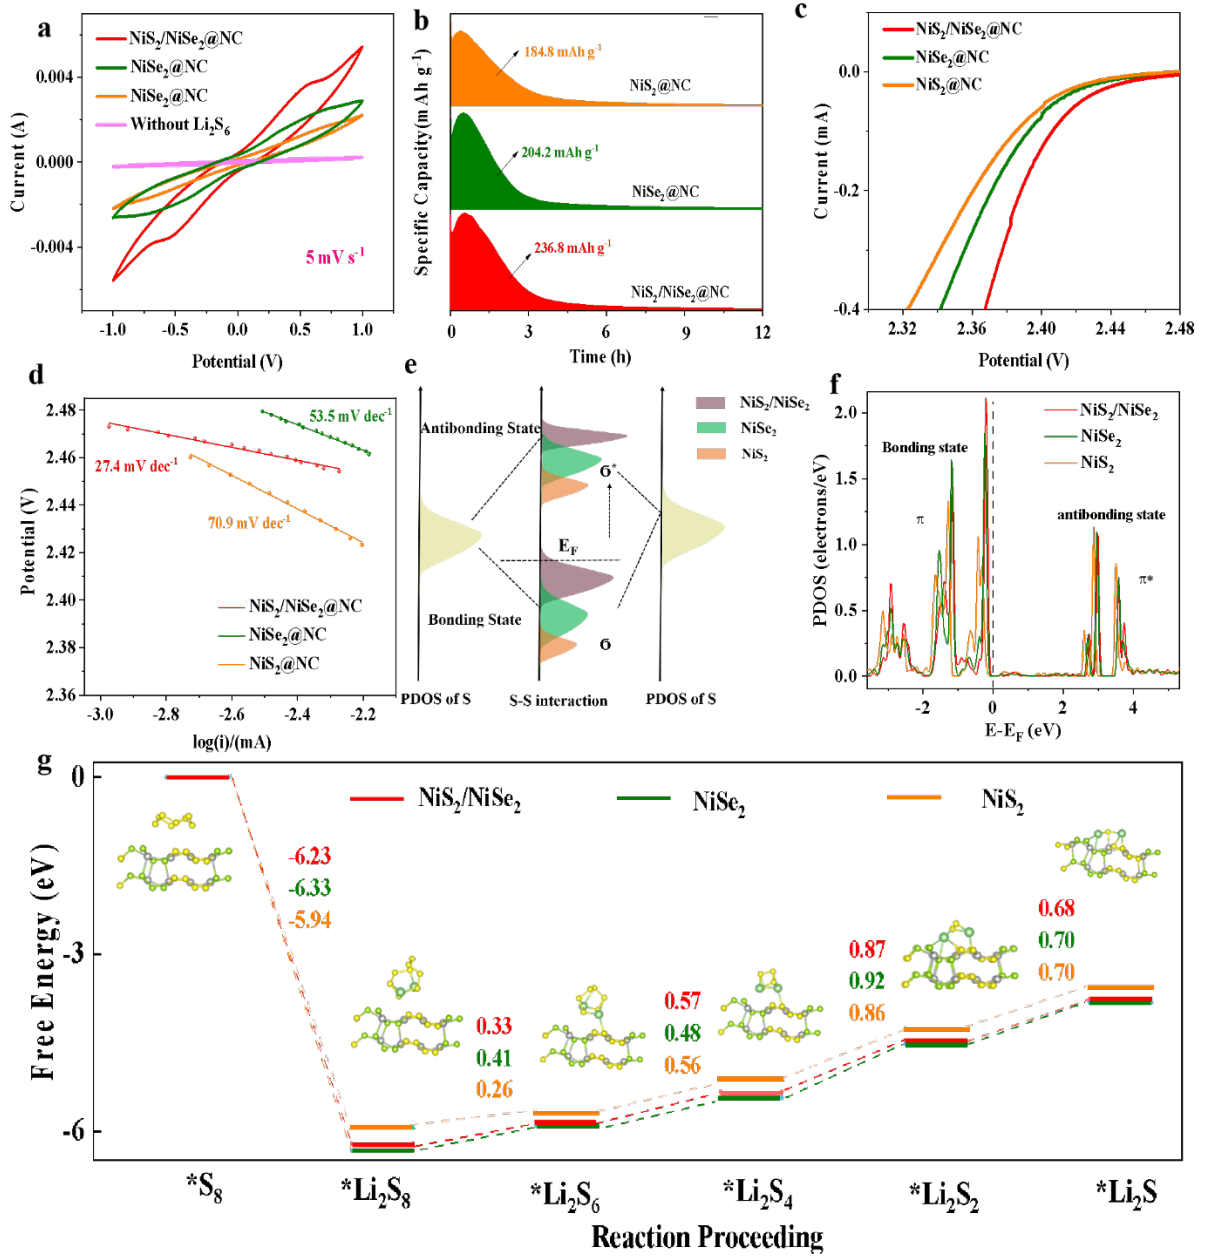 a
NiS₂/NiSe₂@NC
NiSe₂@NC
NiSe₂@NC
Without Li₂S₆
0.004
0.000
-0.004
5 mV s⁻¹
-1.0 -0.5 0.0 0.5 1.0
Current (A)
Potential (V)
b
184.8 mAh g⁻¹
NiS₂@NC
204.2 mAh g⁻¹
NiSe₂@NC
236.8 mAh g⁻¹
NiS₂/NiSe₂@NC
0 3 6 9 12
Specific Capacity(mA h g⁻¹)
Time (h)
c
NiS₂/NiSe₂@NC
NiSe₂@NC
NiS₂@NC
0.0
-0.2
-0.4
2.32 2.36 2.40 2.44 2.48
Current (mA)
Potential (V)
d
2.48
2.46
2.44
2.42
2.40
2.38
2.36
53.5 mV dec⁻¹
27.4 mV dec⁻¹
70.9 mV dec⁻¹
NiS₂/NiSe₂@NC
NiSe₂@NC
NiS₂@NC
-3.0 -2.8 -2.6 -2.4 -2.2
Potential (V)
log(i)/(mA)
e
Antibonding State
NiS₂/NiSe₂
NiSe₂
NiS₂
σ*
E_F
Bonding State
σ
PDOS of S
S-S interaction
PDOS of S
f
NiS₂/NiSe₂
NiSe₂
NiS₂
2.0
1.5
1.0
0.5
0.0
Bonding state
π
antibonding state
π*
-2 0 2 4
PDOS (electrons/eV)
E-E_F (eV)
g
NiS₂/NiSe₂ NiSe₂ NiS₂
0
-3
-6
Free Energy (eV)
-6.23
-6.33
-5.94
0.33
0.41
0.26
0.57
0.48
0.56
0.87
0.92
0.86
0.68
0.70
0.70
*S₈ *Li₂S₈ *Li₂S₆ *Li₂S₄ *Li₂S₂ *Li₂S
Reaction Proceeding